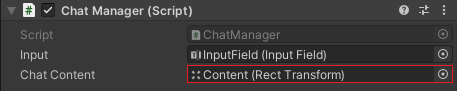 Chat Manager (Script)
Script ChatManager
Input InputField (Input Field)
Chat Content Content (Rect Transform)